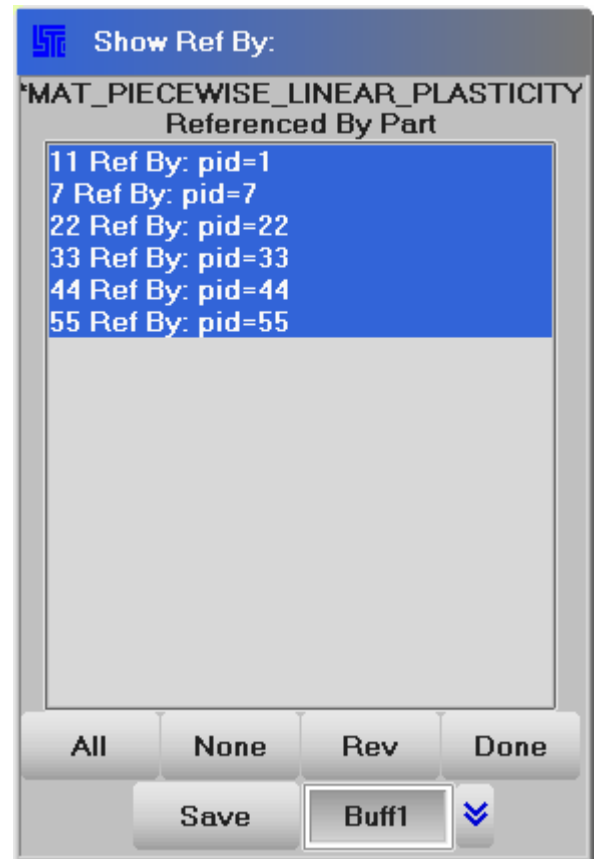 LSTC Show Ref By:
*MAT_PIECEWISE_LINEAR_PLASTICITY
Referenced By Part
11 Ref By: pid=1
7 Ref By: pid=7
22 Ref By: pid=22
33 Ref By: pid=33
44 Ref By: pid=44
55 Ref By: pid=55
All None Rev Done
Save Buff1